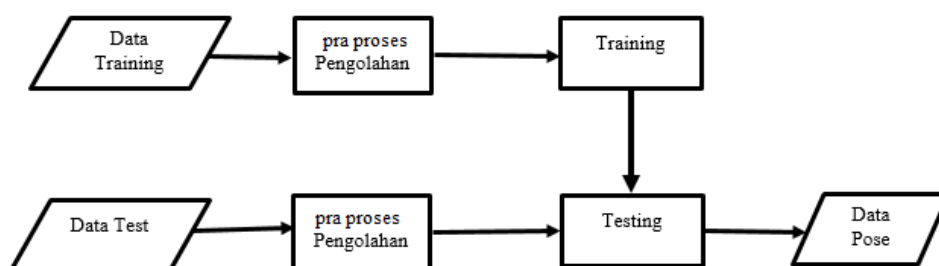 Data
Training
pra proses
Pengolahan
Training
Data Test
pra proses
Pengolahan
Testing
Data
Pose